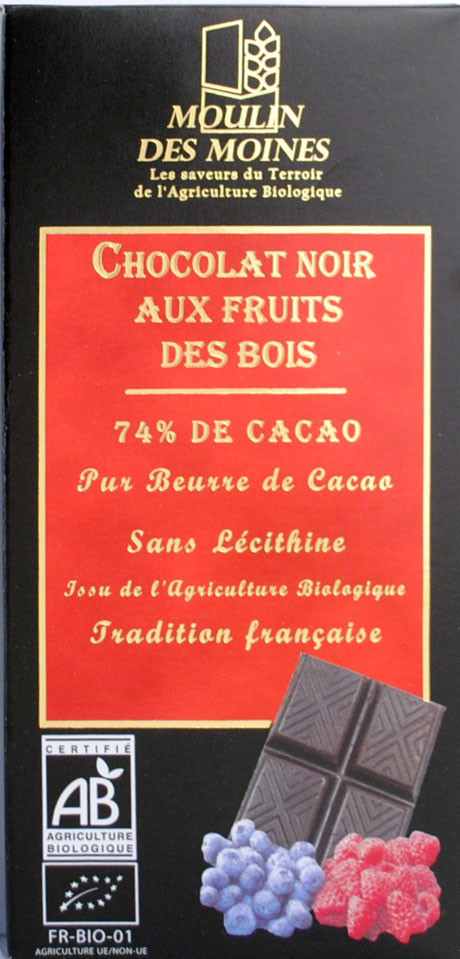 MOULIN
DES MOINES
Les saveurs du Terroir
de l'Agriculture Biologique
CHOCOLAT NOIR
AUX FRUITS
DES BOIS
74% DE CACAO
Pur Beurre de Cacao
Sans Lécithine
Issu de l'Agriculture Biologique
Tradition française
CERTIFIÉ
AB
AGRICULTURE
BIOLOGIQUE
FR-BIO-01
AGRICULTURE UE/NON-UE